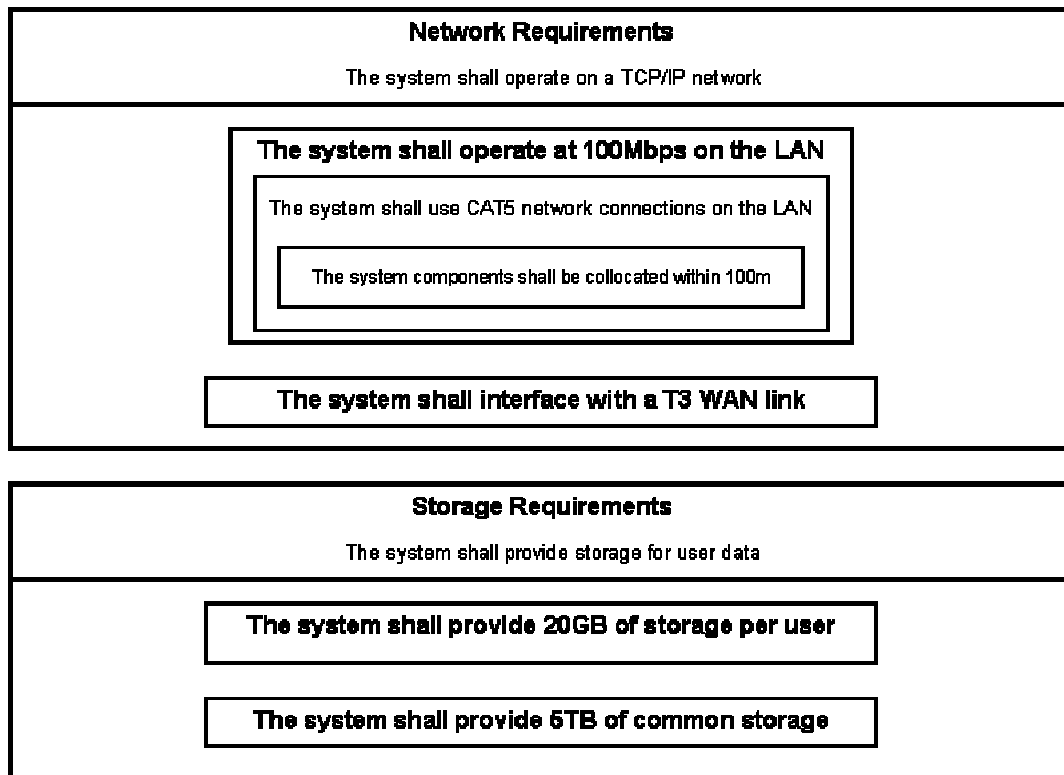 Network Requirements
The system shall operate on a TCP/IP network
The system shall operate at 100Mbps on the LAN
The system shall use CAT5 network connections on the LAN
The system components shall be collocated within 100m
The system shall interface with a T3 WAN link
Storage Requirements
The system shall provide storage for user data
The system shall provide 20GB of storage per user
The system shall provide 5TB of common storage